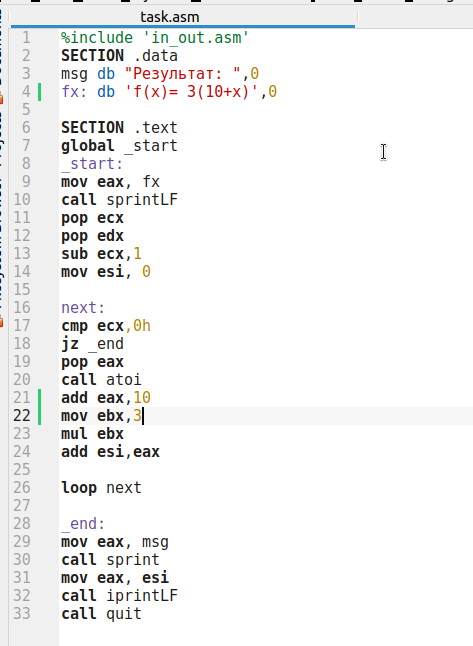 task.asm
1 %include 'in_out.asm'
2 SECTION .data
3 msg db "Результат: ",0
4 fx: db 'f(x)= 3(10+x)',0
5
6 SECTION .text
7 global _start
8 _start:
9 mov eax, fx
10 call sprintLF
11 pop ecx
12 pop edx
13 sub ecx,1
14 mov esi, 0
15
16 next:
17 cmp ecx,0h
18 jz _end
19 pop eax
20 call atoi
21 add eax,10
22 mov ebx,3
23 mul ebx
24 add esi,eax
25
26 loop next
27
28 _end:
29 mov eax, msg
30 call sprint
31 mov eax, esi
32 call iprintLF
33 call quit